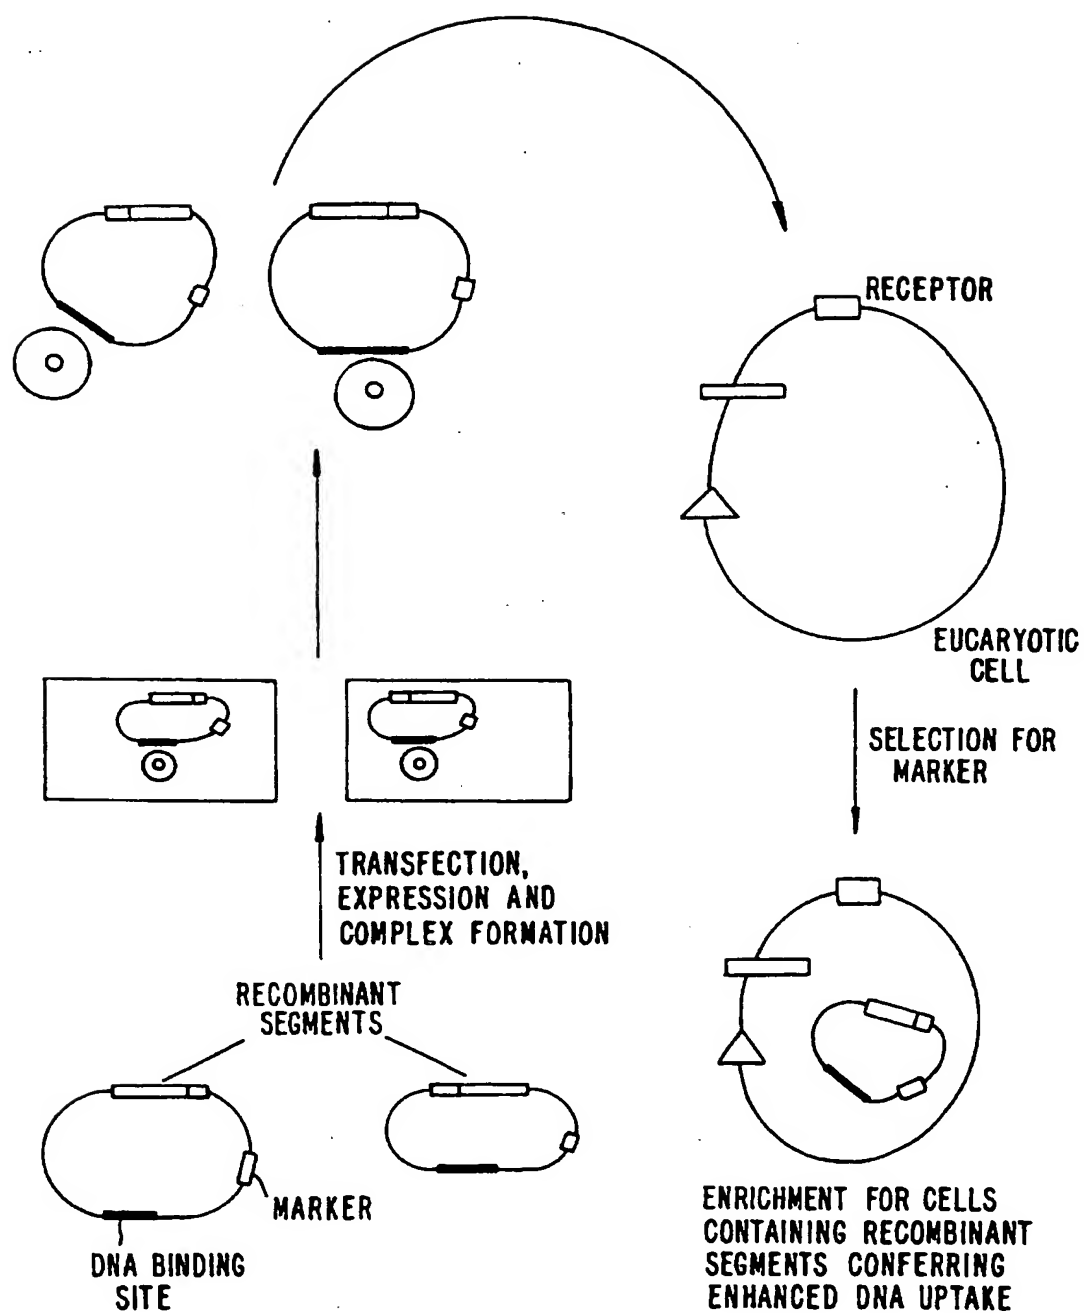 RECEPTOR
EUCARYOTIC
CELL
SELECTION FOR
MARKER
TRANSFECTION,
EXPRESSION AND
COMPLEX FORMATION
RECOMBINANT
SEGMENTS
MARKER
DNA BINDING
SITE
ENRICHMENT FOR CELLS
CONTAINING RECOMBINANT
SEGMENTS CONFERRING
ENHANCED DNA UPTAKE